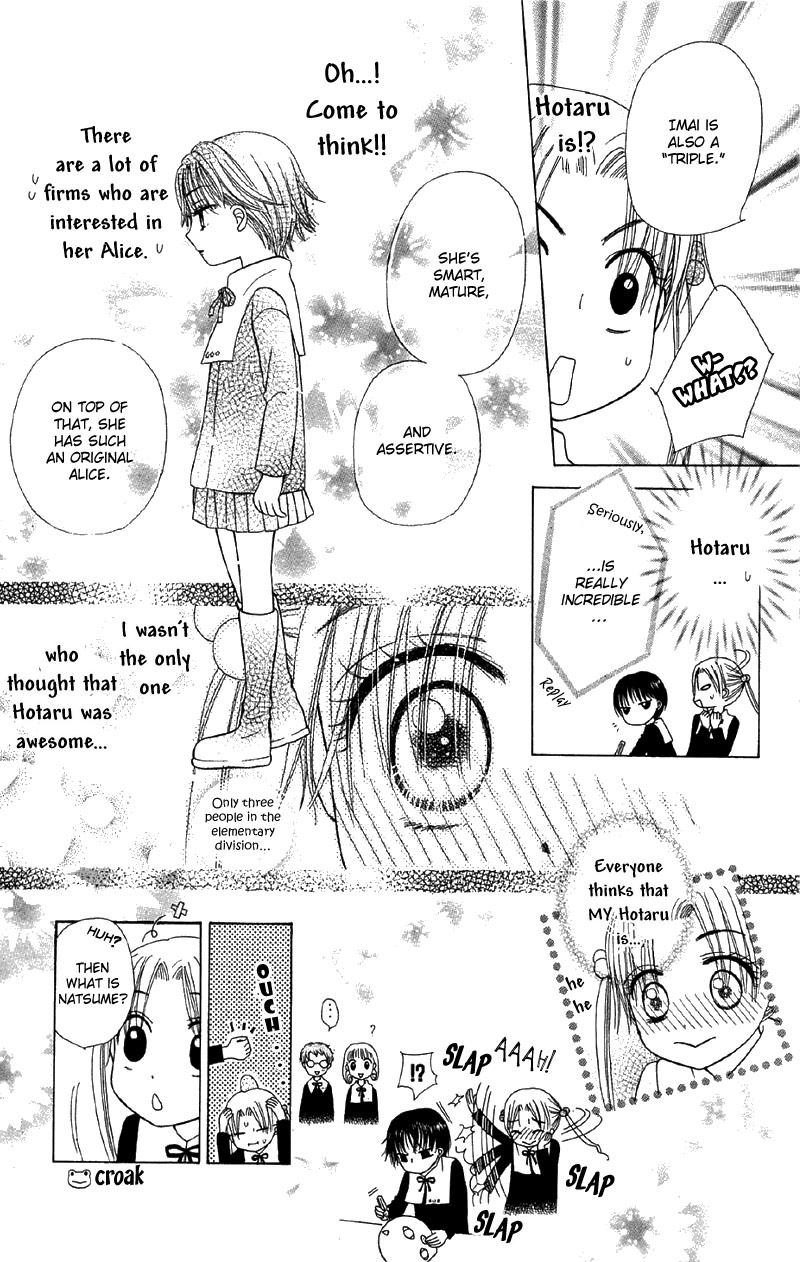 IMAI IS
ALSO A
"TRIPLE."
Hotaru
is!?
W-
WHAT!?
Oh...!
Come to
think!!
There
are a lot of
firms who are
interested in
her Alice.
SHE'S
SMART,
MATURE,
AND
ASSERTIVE.
ON TOP OF
THAT, SHE
HAS SUCH
AN ORIGINAL
ALICE.
Hotaru
...
Seriously,
...IS
REALLY
INCREDIBLE
...
Replay
I wasn't
the only
one
who
thought that
Hotaru was
awesome...
Only three
people in the
elementary
division...
Everyone
thinks that
MY Hotaru
is...
he
he
AAAH!
SLAP
SLAP
SLAP
!?
...
?
OUCH......
HUH?
THEN
WHAT IS
NATSUME?
croak